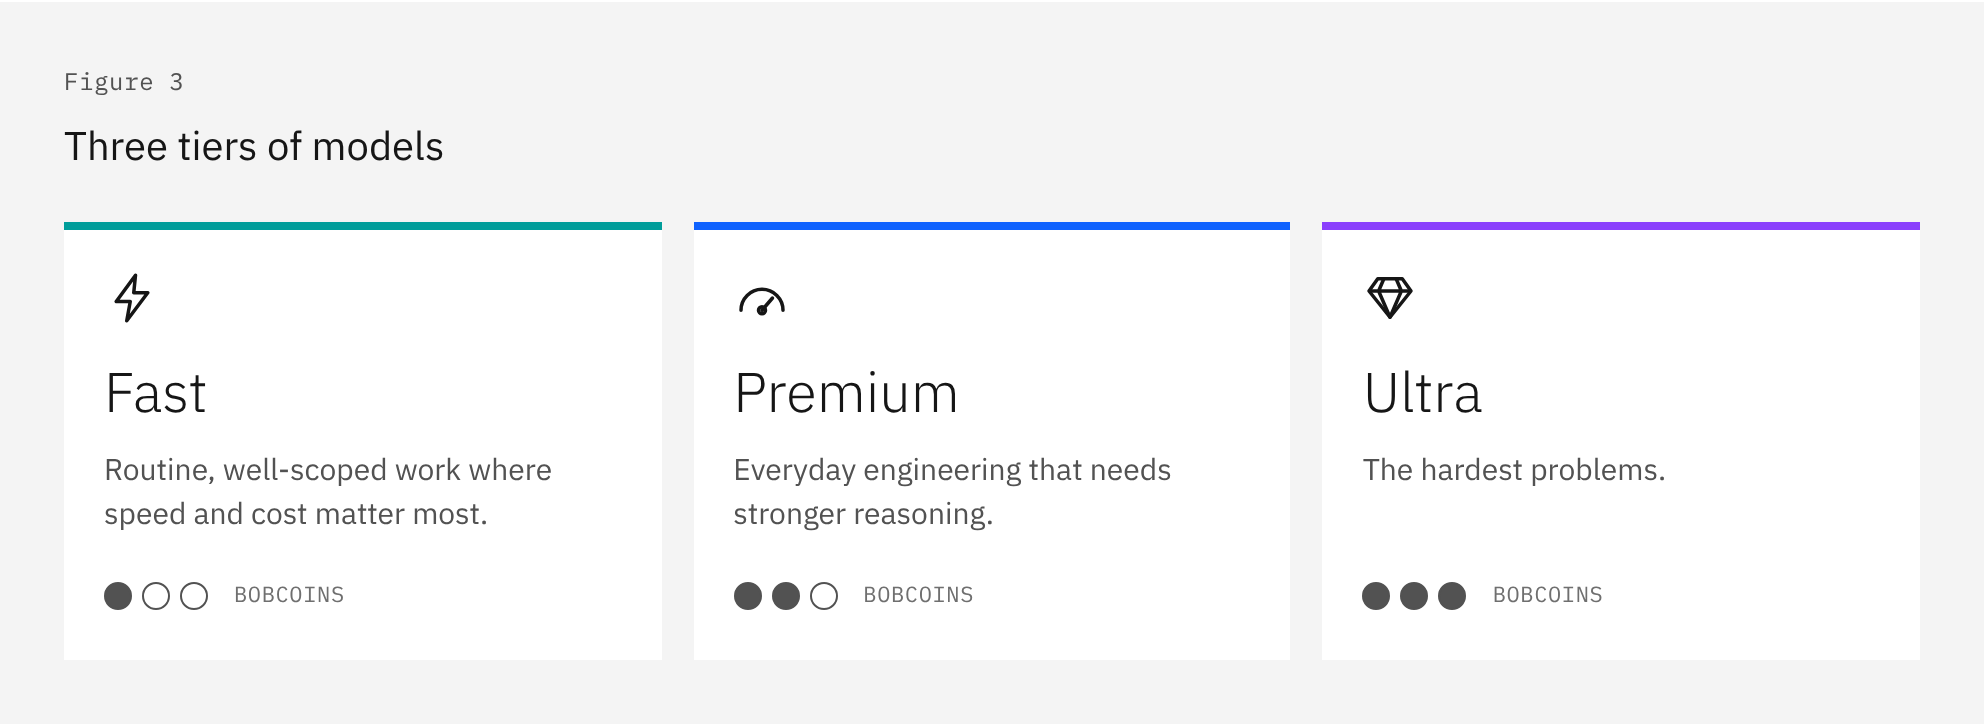 Figure 3
Three tiers of models
Fast
Routine, well-scoped work where
speed and cost matter most.
BOBCOINS
Premium
Everyday engineering that needs
stronger reasoning.
BOBCOINS
Ultra
The hardest problems.
BOBCOINS